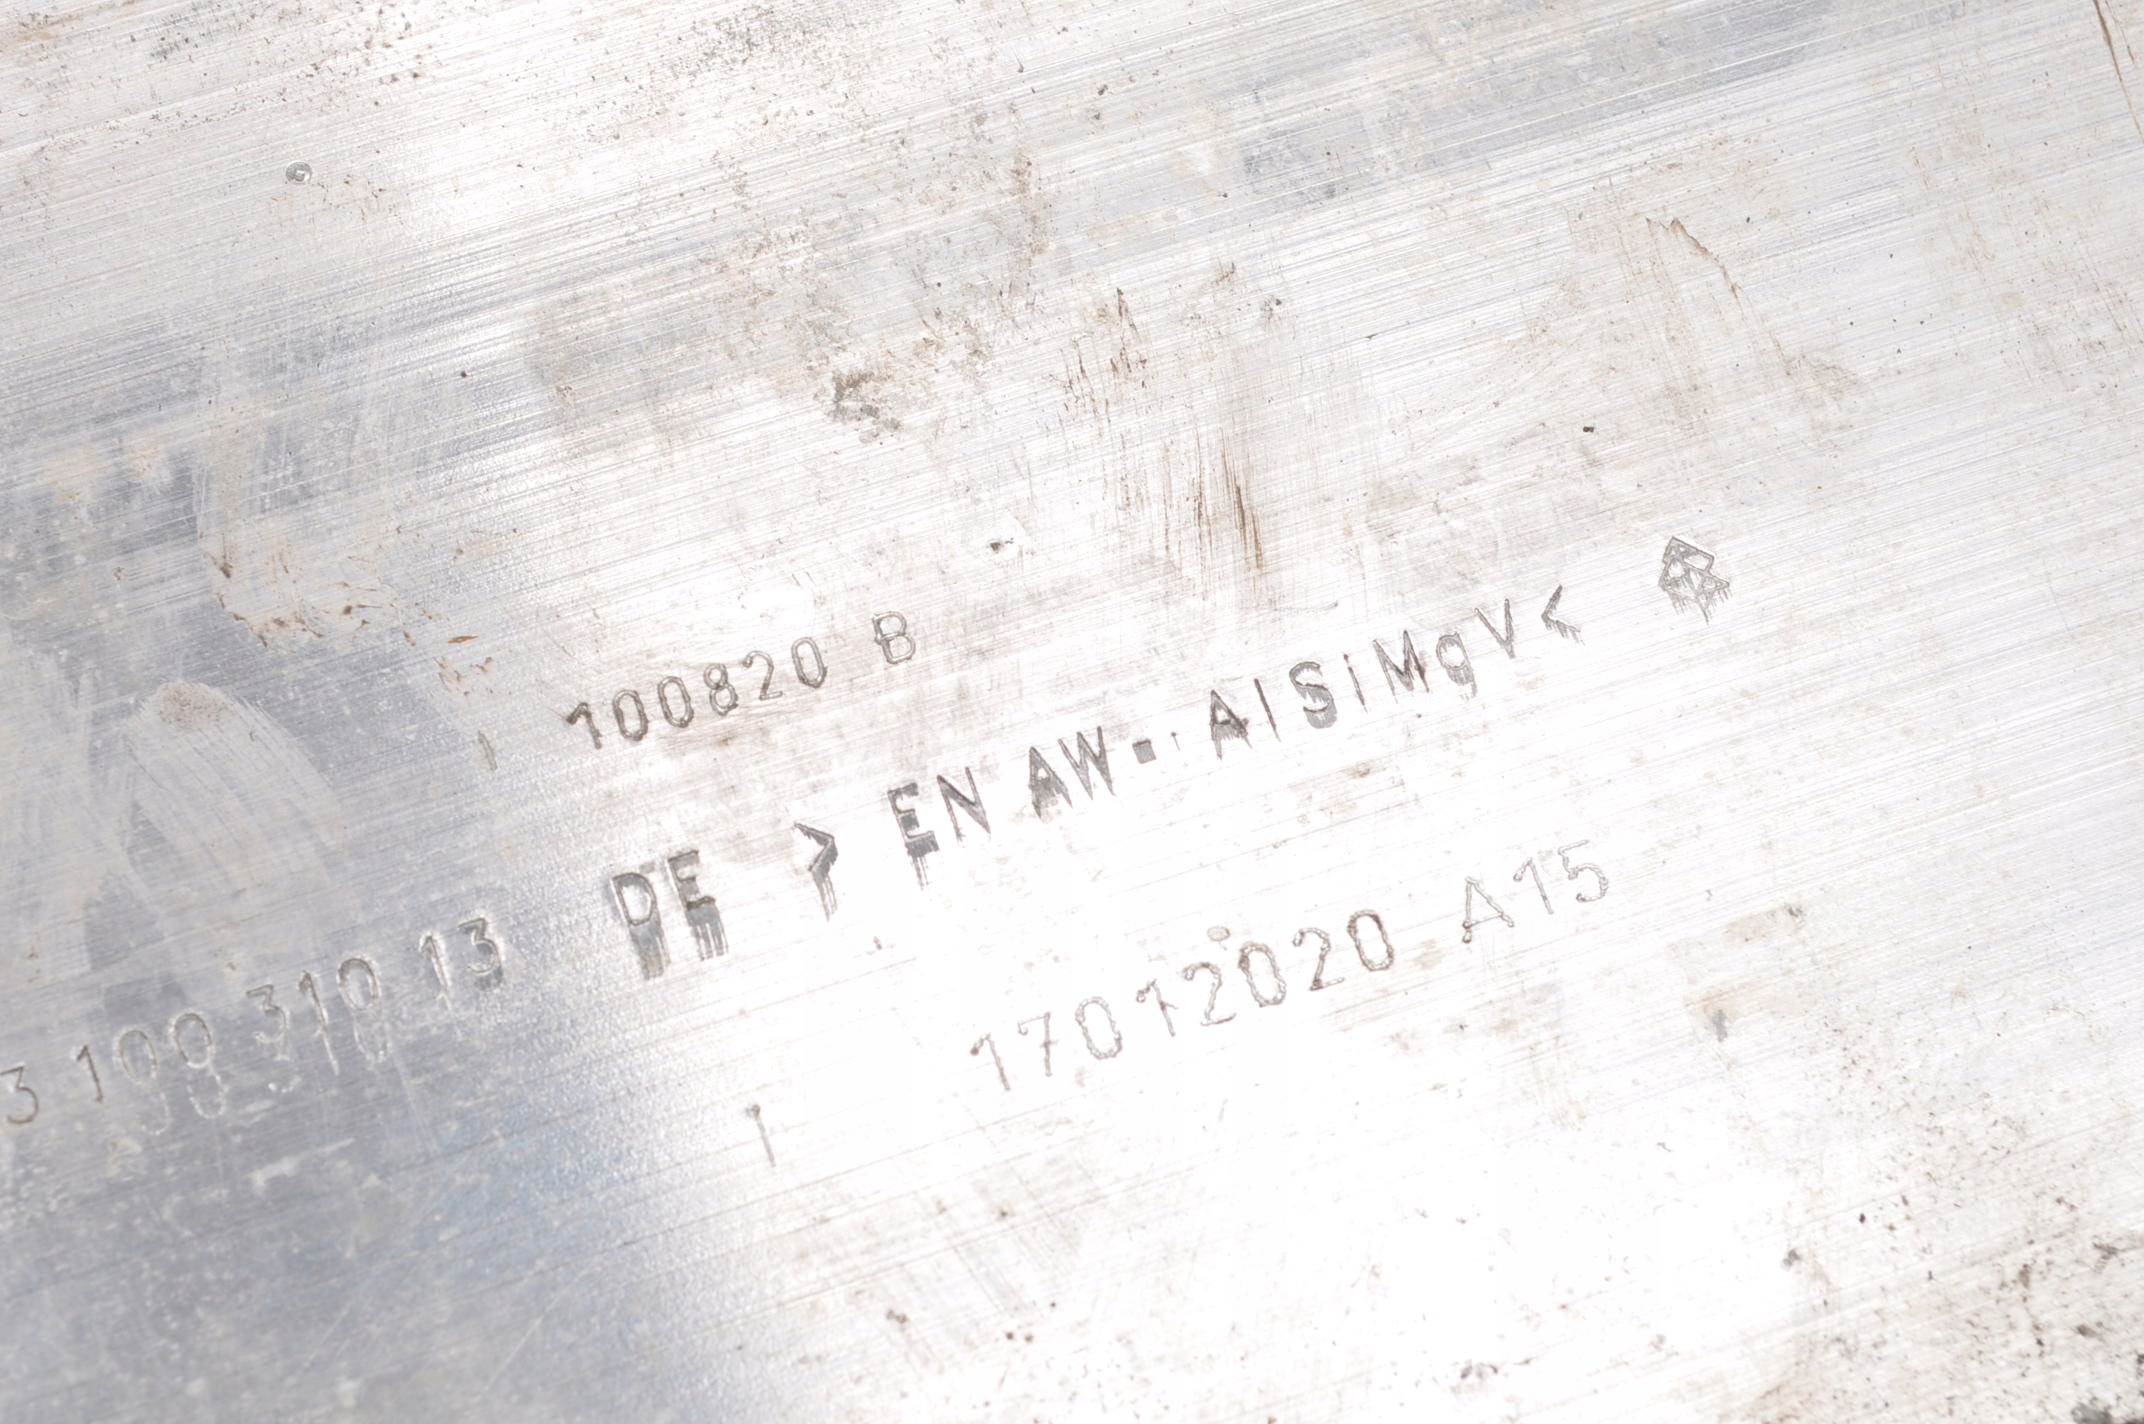 100820 B
3 100 310 13 DE > EN AW-AlSiMgV <
17012020 A15